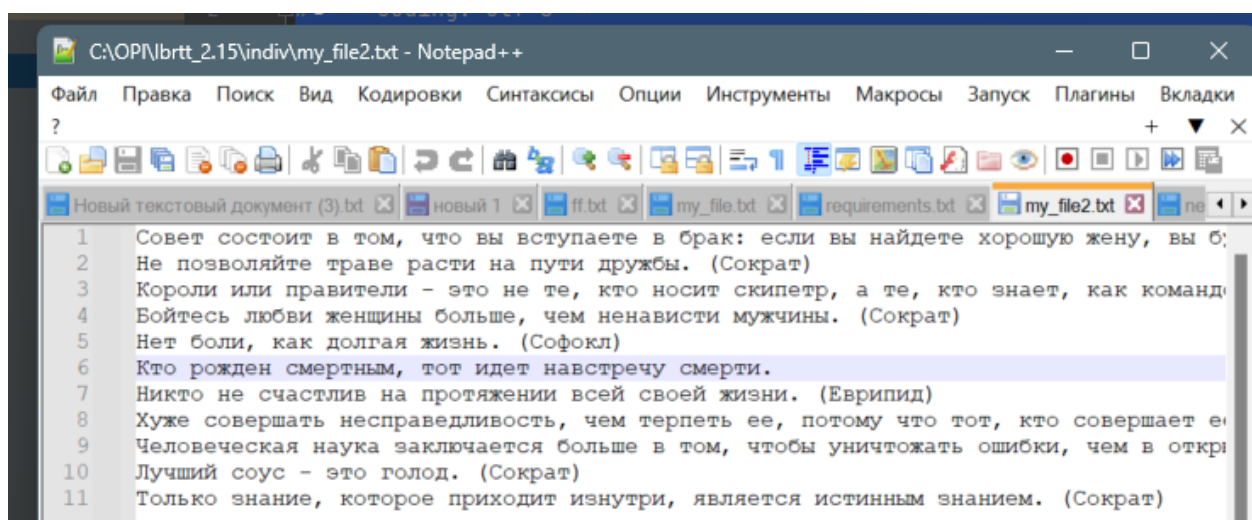 C:\OPI\lbrtt_2.15\indiv\my_file2.txt - Notepad++
Файл Правка Поиск Вид Кодировки Синтаксисы Опции Инструменты Макросы Запуск Плагины Вкладки
?
Новый текстовый документ (3).txt новый 1 ff.txt my_file.txt requirements.txt my_file2.txt ne
1 Совет состоит в том, что вы вступаете в брак: если вы найдете хорошую жену, вы
2 Не позволяйте траве расти на пути дружбы. (Сократ)
3 Короли или правители - это не те, кто носит скипетр, а те, кто знает, как
4 Бойтесь любви женщины больше, чем ненависти мужчины. (Сократ)
5 Нет боли, как долгая жизнь. (Софокл)
6 Кто рожден смертным, тот идет навстречу смерти.
7 Никто не счастлив на протяжении всей своей жизни. (Еврипид)
8 Хуже совершать несправедливость, чем терпеть ее, потому что тот, кто совершает
9 Человеческая наука заключается больше в том, чтобы уничтожать ошибки, чем в
10 Лучший соус - это голод. (Сократ)
11 Только знание, которое приходит изнутри, является истинным знанием. (Сократ)